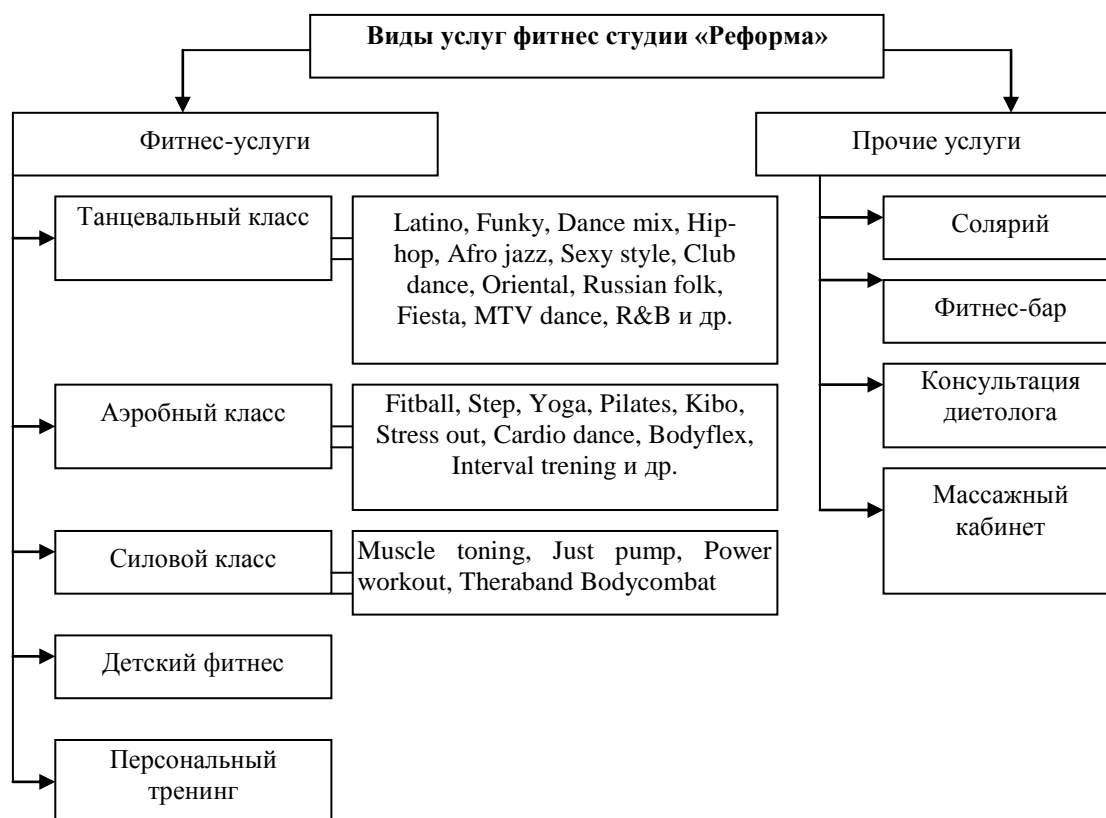 Виды услуг фитнес студии «Реформа»
Фитнес-услуги
Танцевальный класс
Latino, Funky, Dance mix, Hip-
hop, Afro jazz, Sexy style, Club
dance, Oriental, Russian folk,
Fiesta, MTV dance, R&B и др.
Аэробный класс
Fitball, Step, Yoga, Pilates, Kibo,
Stress out, Cardio dance, Bodyflex,
Interval trening и др.
Силовой класс
Muscle toning, Just pump, Power
workout, Theraband Bodycombat
Детский фитнес
Персональный
тренинг
Прочие услуги
Солярий
Фитнес-бар
Консультация
диетолога
Массажный
кабинет